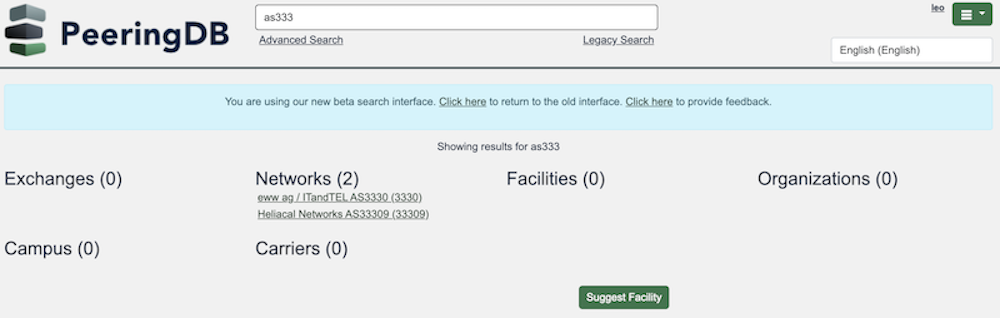 PeeringDB
as333
Advanced Search
Legacy Search
leo
English (English)
You are using our new beta search interface. Click here to return to the old interface. Click here to provide feedback.
Showing results for as333
Exchanges (0)
Networks (2)
eww ag / ITandTEL AS3330 (3330)
Heliacal Networks AS33309 (33309)
Facilities (0)
Organizations (0)
Campus (0)
Carriers (0)
Suggest Facility